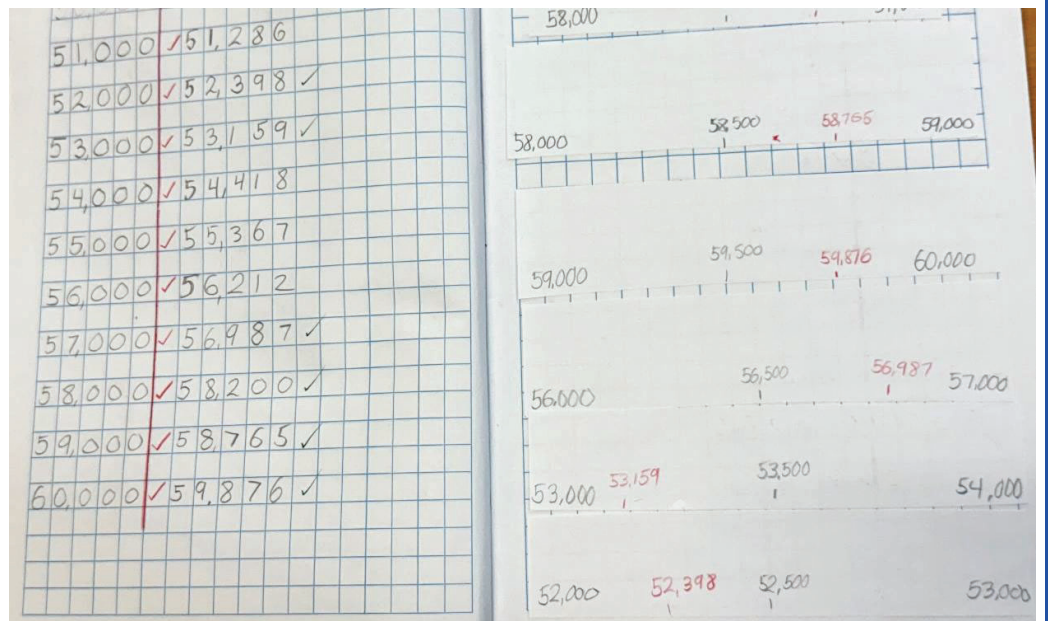 51,000 ✓ 51,286
52,000 ✓ 52,398 ✓
53,000 ✓ 53,159 ✓
54,000 ✓ 54,418
55,000 ✓ 55,367
56,000 ✓ 56,212
57,000 ✓ 56,987 ✓
58,000 ✓ 58,200 ✓
59,000 ✓ 58,765 ✓
60,000 ✓ 59,876 ✓
58,000
58,000 58,500 58,765 59,000
59,000 59,500 59,876 60,000
56,000 56,500 56,987 57,000
53,000 53,159 53,500 54,000
52,000 52,398 52,500 53,000